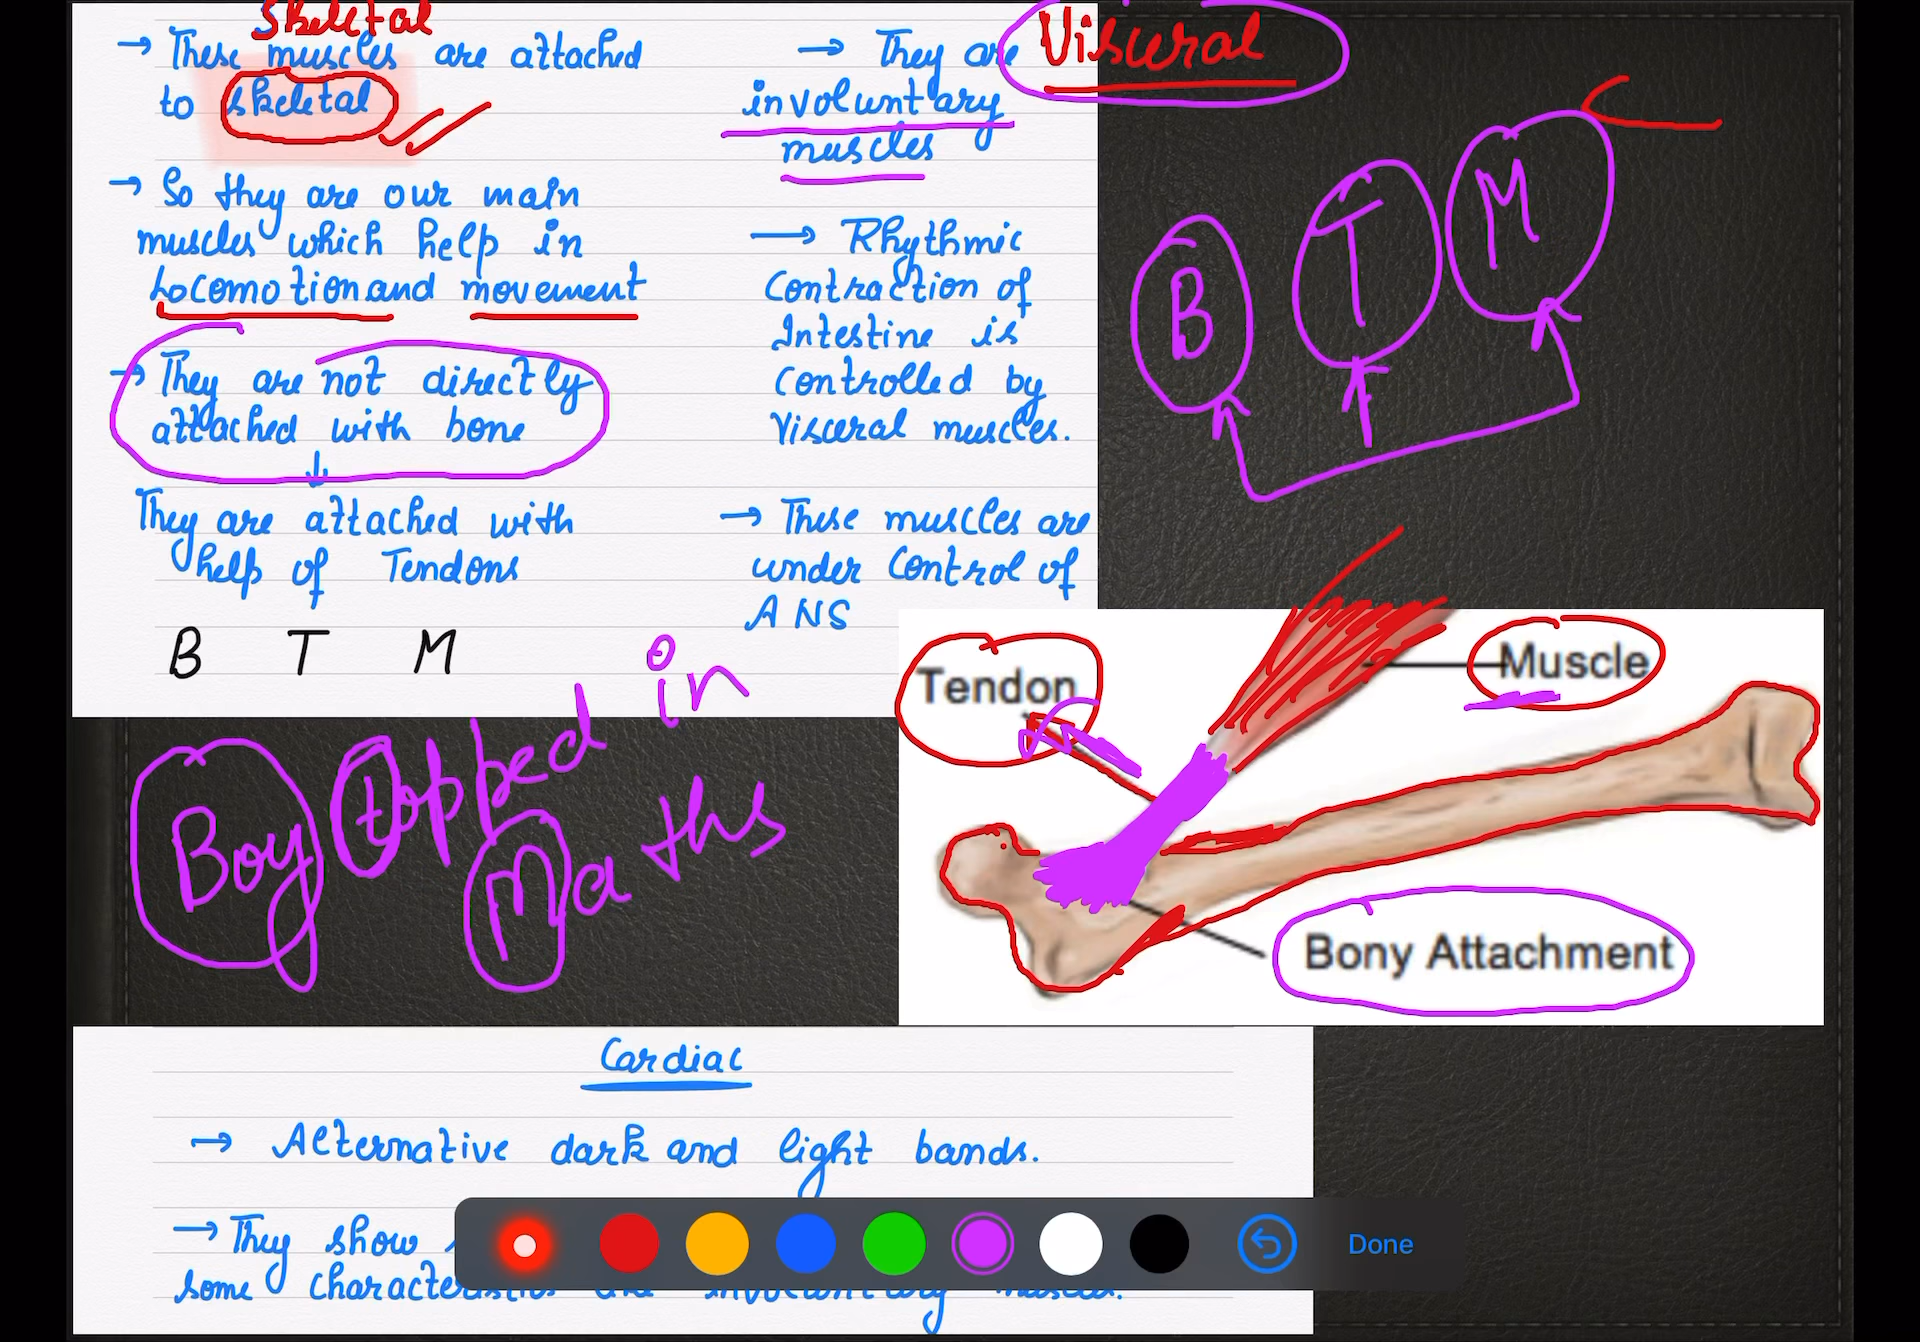 Skeletal
→ These muscles are attached
to skeletal
→ So they are our main
muscles which help in
Locomotion and movement
→ They are not directly
attached with bone
↓
They are attached with
help of Tendons
B T M
Visceral
→ They are
involuntary
muscles
→ Rhythmic
Contraction of
Intestine is
Controlled by
Visceral muscles.
→ These muscles are
under Control of
ANS
B T M
Boy topped in
Maths
Tendon
Muscle
Bony Attachment
Cardiac
→ Alternative dark and light bands.
→ They show
some characteristics
Done